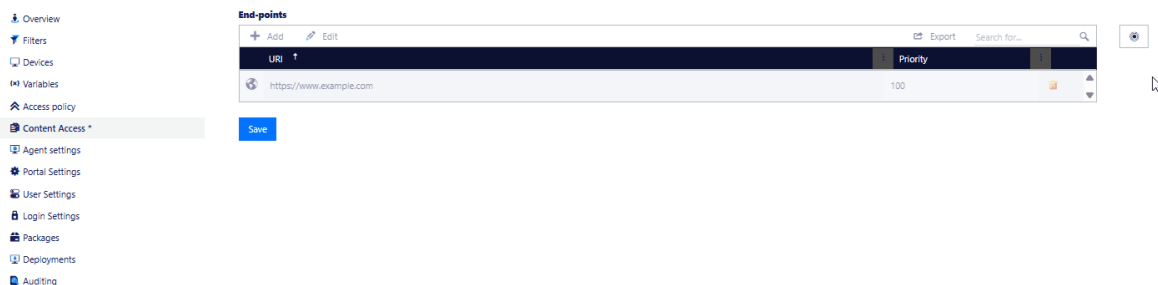 Overview
Filters
Devices
Variables
Access policy
Content Access *
Agent settings
Portal Settings
User Settings
Login Settings
Packages
Deployments
Auditing
End-points
Add Edit Export Search for...
URI Priority
https://www.example.com 100
Save